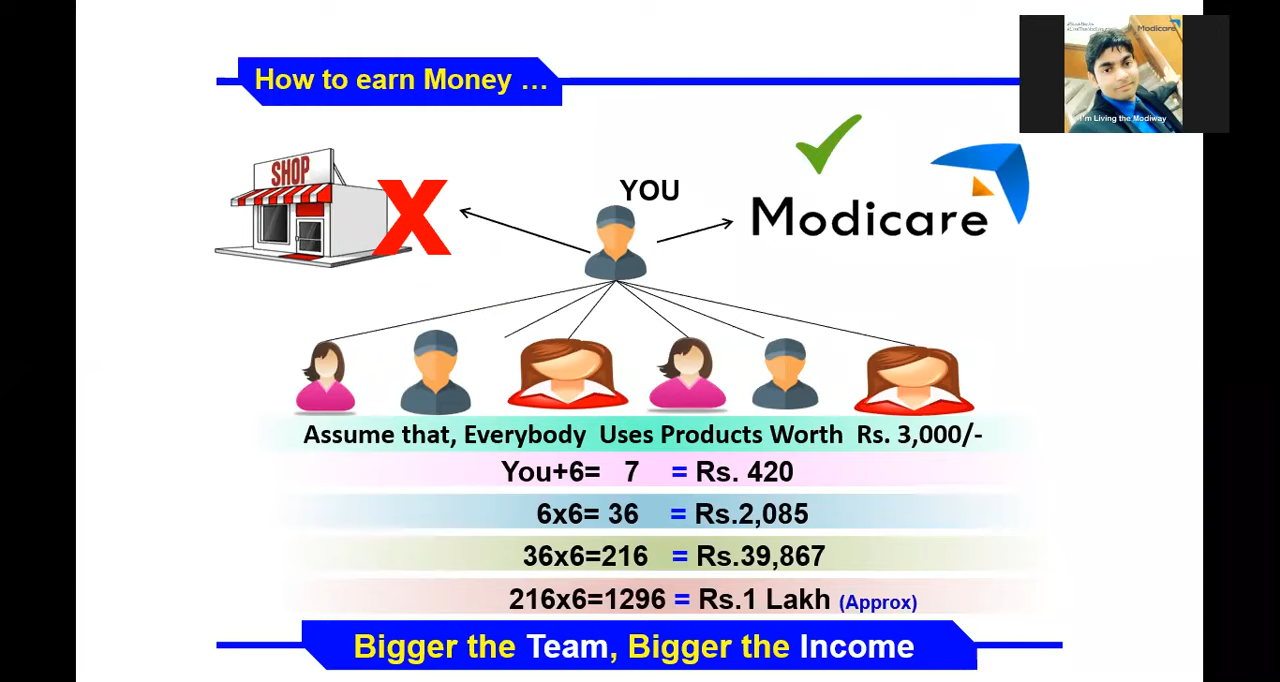 How to earn Money ...
Modicare
I'm Living the Modiway
SHOP
X
YOU
Modicare
Assume that, Everybody Uses Products Worth Rs. 3,000/-
You+6= 7 = Rs. 420
6x6= 36 = Rs.2,085
36x6=216 = Rs.39,867
216x6=1296 = Rs.1 Lakh (Approx)
Bigger the Team, Bigger the Income